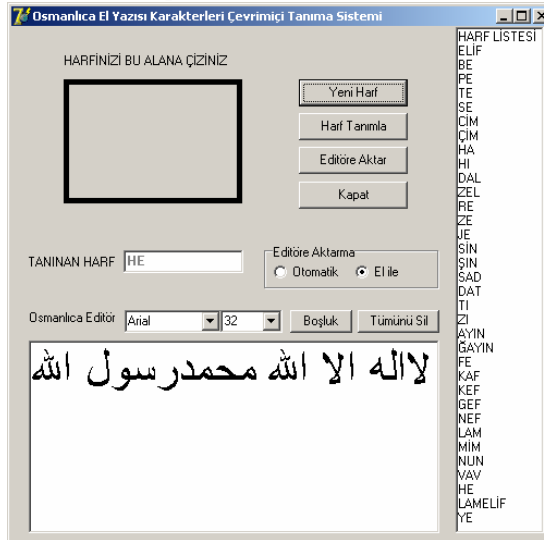 Osmanlıca El Yazısı Karakterleri Çevrimiçi Tanıma Sistemi
HARFİNİZİ BU ALANA ÇİZİNİZ
Yeni Harf
Harf Tanımla
Editöre Aktar
Kapat
TANINAN HARF HE
Editöre Aktarma
Otomatik El ile
Osmanlıca Editör Arial 32 Boşluk Tümünü Sil
لااله الا الله محمدرسول الله
HARF LİSTESİ
ELİF
BE
PE
TE
SE
CİM
ÇİM
HA
HI
DAL
ZEL
RE
ZE
JE
SİN
ŞIN
SAD
DAT
TI
ZI
AYIN
ĞAYIN
FE
KAF
KEF
GEF
NEF
LAM
MİM
NUN
VAV
HE
LAMELİF
YE